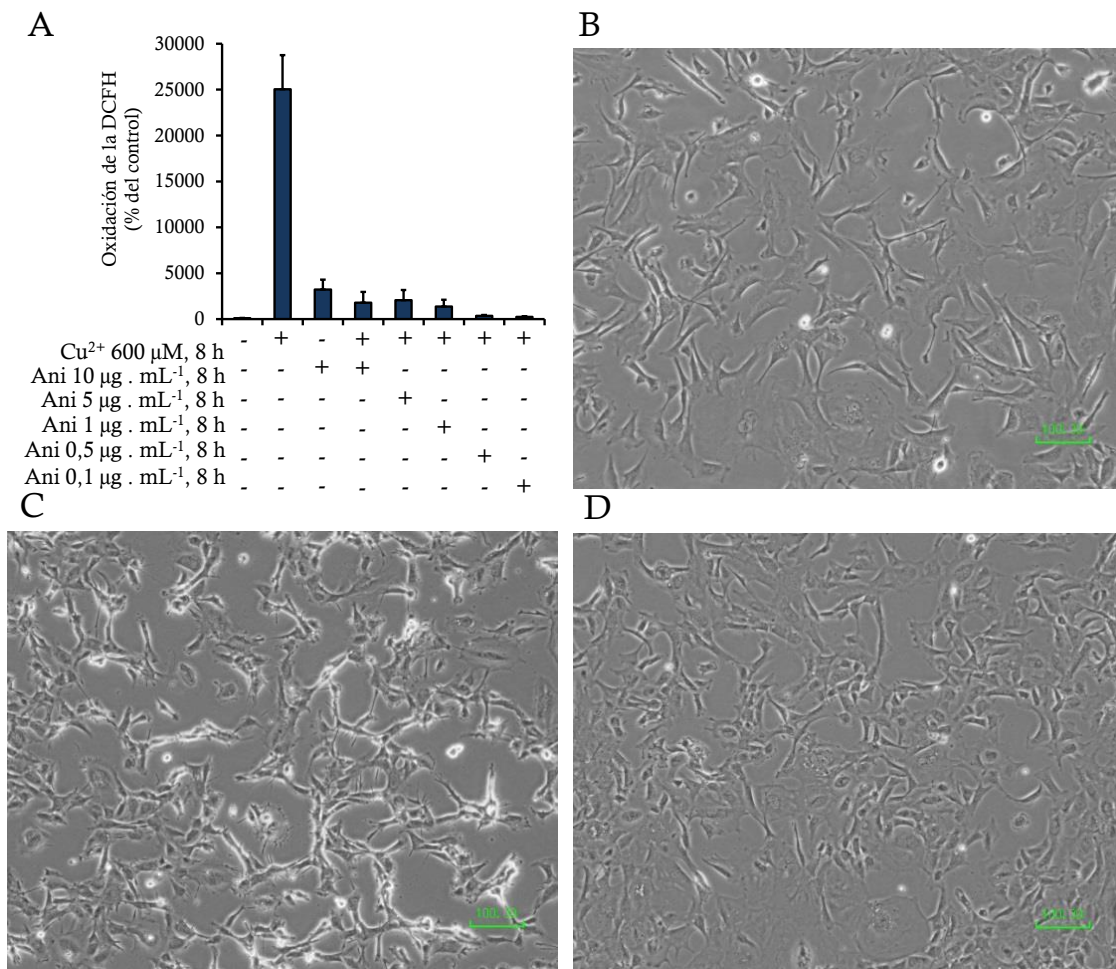 A
B
Oxidación de la DCFH
(% del control)
30000
25000
20000
15000
10000
5000
0
Cu²⁺ 600 µM, 8 h - + - + + + + +
Ani 10 µg . mL⁻¹, 8 h - - + + - - - -
Ani 5 µg . mL⁻¹, 8 h - - - - + - - -
Ani 1 µg . mL⁻¹, 8 h - - - - - + - -
Ani 0,5 µg . mL⁻¹, 8 h - - - - - - + -
Ani 0,1 µg . mL⁻¹, 8 h - - - - - - - +
C
D